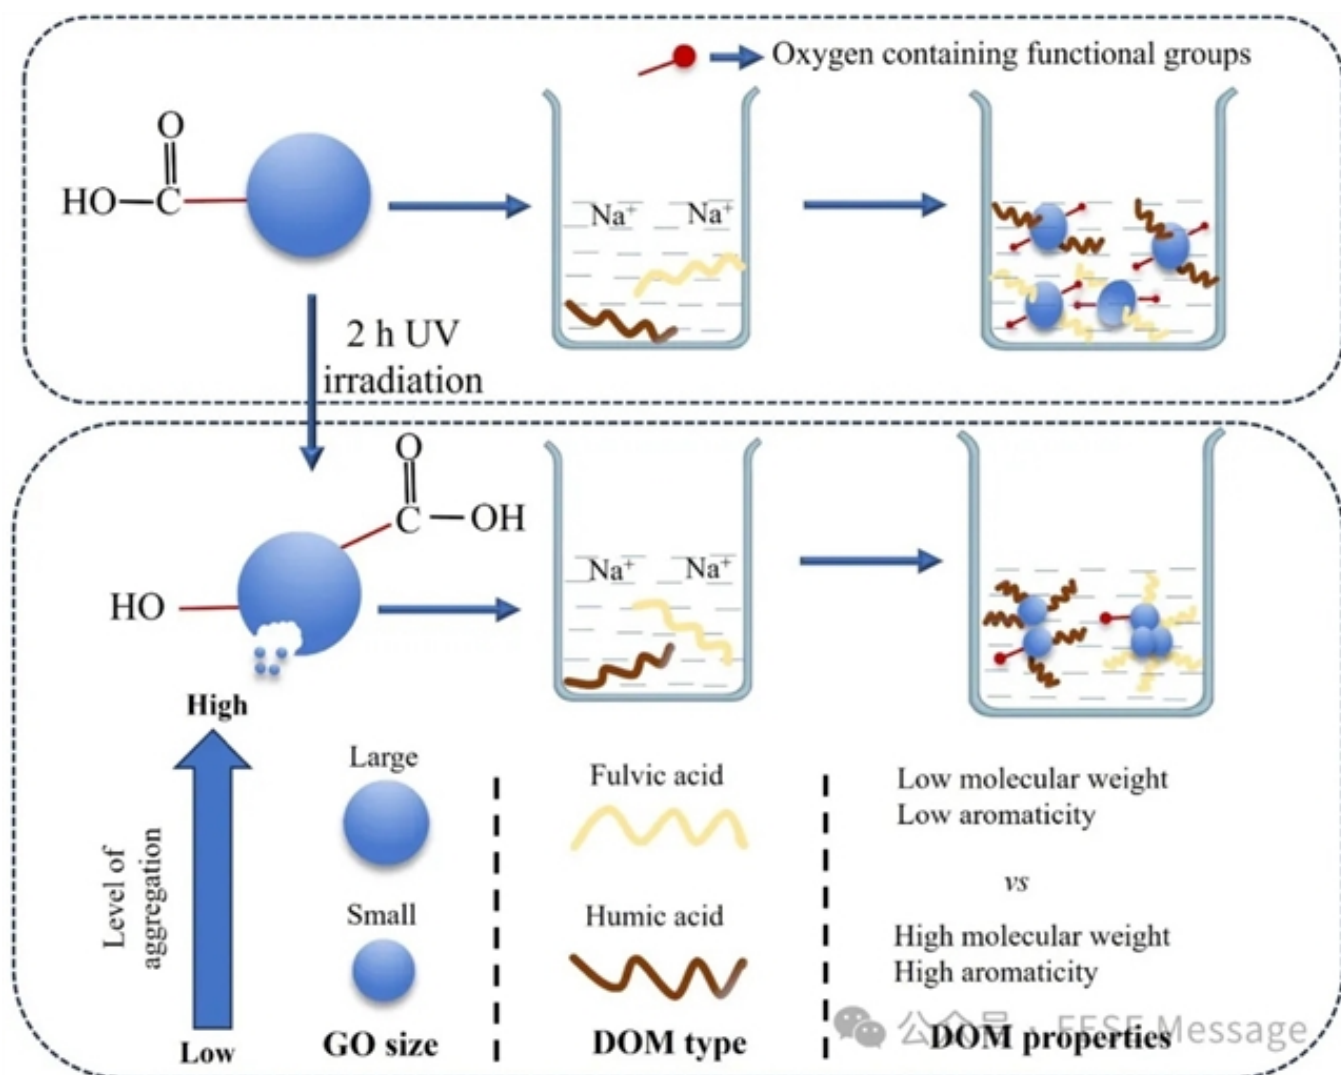 Oxygen containing functional groups
O
HO C
Na⁺ Na⁺
2 h UV
irradiation
O
C OH
HO
Na⁺ Na⁺
High
Level of
aggregation
Low
Large
Small
GO size
Fulvic acid
Humic acid
DOM type
Low molecular weight
Low aromaticity
vs
High molecular weight
High aromaticity
DOM properties
公众号 · FESE Message